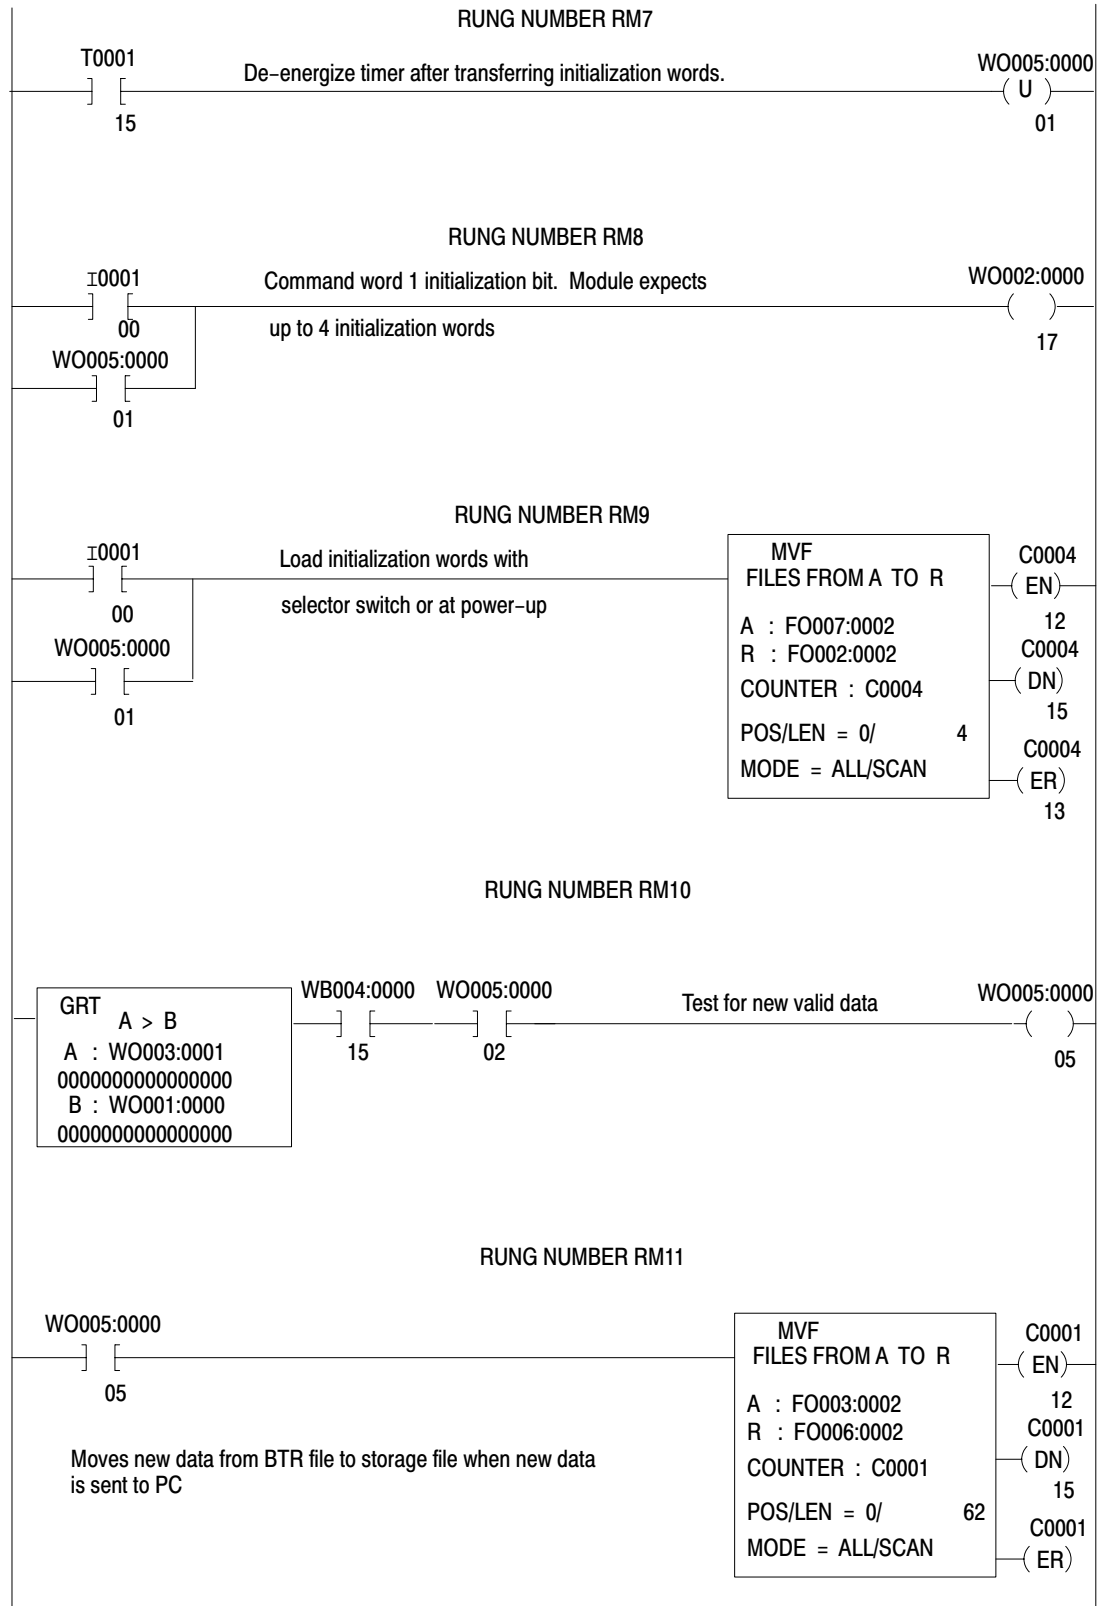 RUNG NUMBER RM7
T0001
De-energize timer after transferring initialization words.
WO005:0000
U
15
01
RUNG NUMBER RM8
I0001
Command word 1 initialization bit. Module expects
WO002:0000
00
up to 4 initialization words
17
WO005:0000
01
RUNG NUMBER RM9
I0001
Load initialization words with
00
selector switch or at power-up
WO005:0000
01
MVF
FILES FROM A TO R
A : FO007:0002
R : FO002:0002
COUNTER : C0004
POS/LEN = 0/ 4
MODE = ALL/SCAN
C0004
EN
12
C0004
DN
15
C0004
ER
13
RUNG NUMBER RM10
GRT
A > B
A : WO003:0001
0000000000000000
B : WO001:0000
0000000000000000
WB004:0000
15
WO005:0000
02
Test for new valid data
WO005:0000
05
RUNG NUMBER RM11
WO005:0000
05
Moves new data from BTR file to storage file when new data
is sent to PC
MVF
FILES FROM A TO R
A : FO003:0002
R : FO006:0002
COUNTER : C0001
POS/LEN = 0/ 62
MODE = ALL/SCAN
C0001
EN
12
C0001
DN
15
C0001
ER